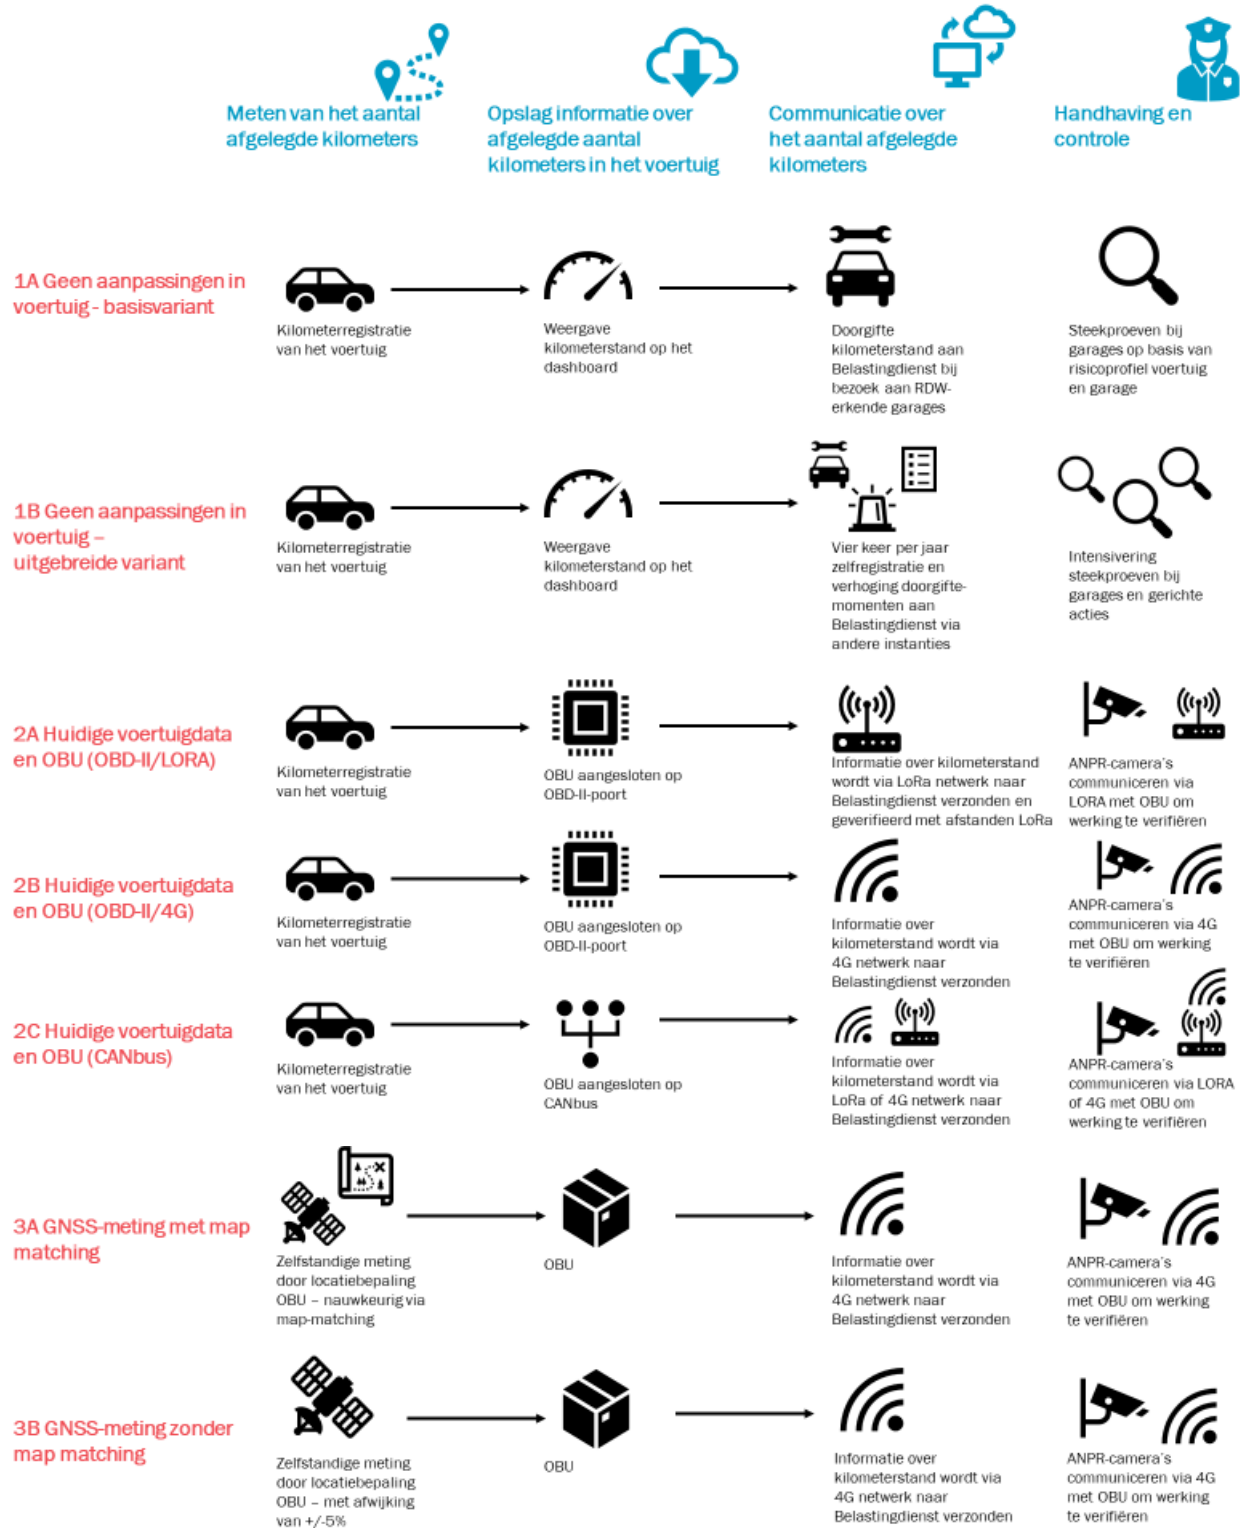 Meten van het aantal
afgelegde kilometers
Opslag informatie over
afgelegde aantal
kilometers in het voertuig
Communicatie over
het aantal afgelegde
kilometers
Handhaving en
controle
1A Geen aanpassingen in
voertuig - basisvariant
Kilometerregistratie
van het voertuig
Weergave
kilometerstand op het
dashboard
Doorgifte
kilometerstand aan
Belastingdienst bij
bezoek aan RDW-
erkende garages
Steekproeven bij
garages op basis van
risicoprofiel voertuig
en garage
1B Geen aanpassingen in
voertuig –
uitgebreide variant
Kilometerregistratie
van het voertuig
Weergave
kilometerstand op het
dashboard
Vier keer per jaar
zelfregistratie en
verhoging doorgifte-
momenten aan
Belastingdienst via
andere instanties
Intensivering
steekproeven bij
garages en gerichte
acties
2A Huidige voertuigdata
en OBU (OBD-II/LORA)
Kilometerregistratie
van het voertuig
OBU aangesloten op
OBD-II-poort
Informatie over kilometerstand
wordt via LoRa netwerk naar
Belastingdienst verzonden en
geverifieerd met afstanden LoRa
ANPR-camera's
communiceren via
LORA met OBU om
werking te verifiëren
2B Huidige voertuigdata
en OBU (OBD-II/4G)
Kilometerregistratie
van het voertuig
OBU aangesloten op
OBD-II-poort
Informatie over
kilometerstand wordt via
4G netwerk naar
Belastingdienst verzonden
ANPR-camera's
communiceren via 4G
met OBU om werking
te verifiëren
2C Huidige voertuigdata
en OBU (CANbus)
Kilometerregistratie
van het voertuig
OBU aangesloten op
CANbus
Informatie over
kilometerstand wordt via
LoRa of 4G netwerk naar
Belastingdienst verzonden
ANPR-camera's
communiceren via LORA
of 4G met OBU om
werking te verifiëren
3A GNSS-meting met map
matching
Zelfstandige meting
door locatiebepaling
OBU – nauwkeurig via
map-matching
OBU
Informatie over
kilometerstand wordt via
4G netwerk naar
Belastingdienst verzonden
ANPR-camera's
communiceren via 4G
met OBU om werking
te verifiëren
3B GNSS-meting zonder
map matching
Zelfstandige meting
door locatiebepaling
OBU – met afwijking
van +/-5%
OBU
Informatie over
kilometerstand wordt via
4G netwerk naar
Belastingdienst verzonden
ANPR-camera's
communiceren via 4G
met OBU om werking
te verifiëren